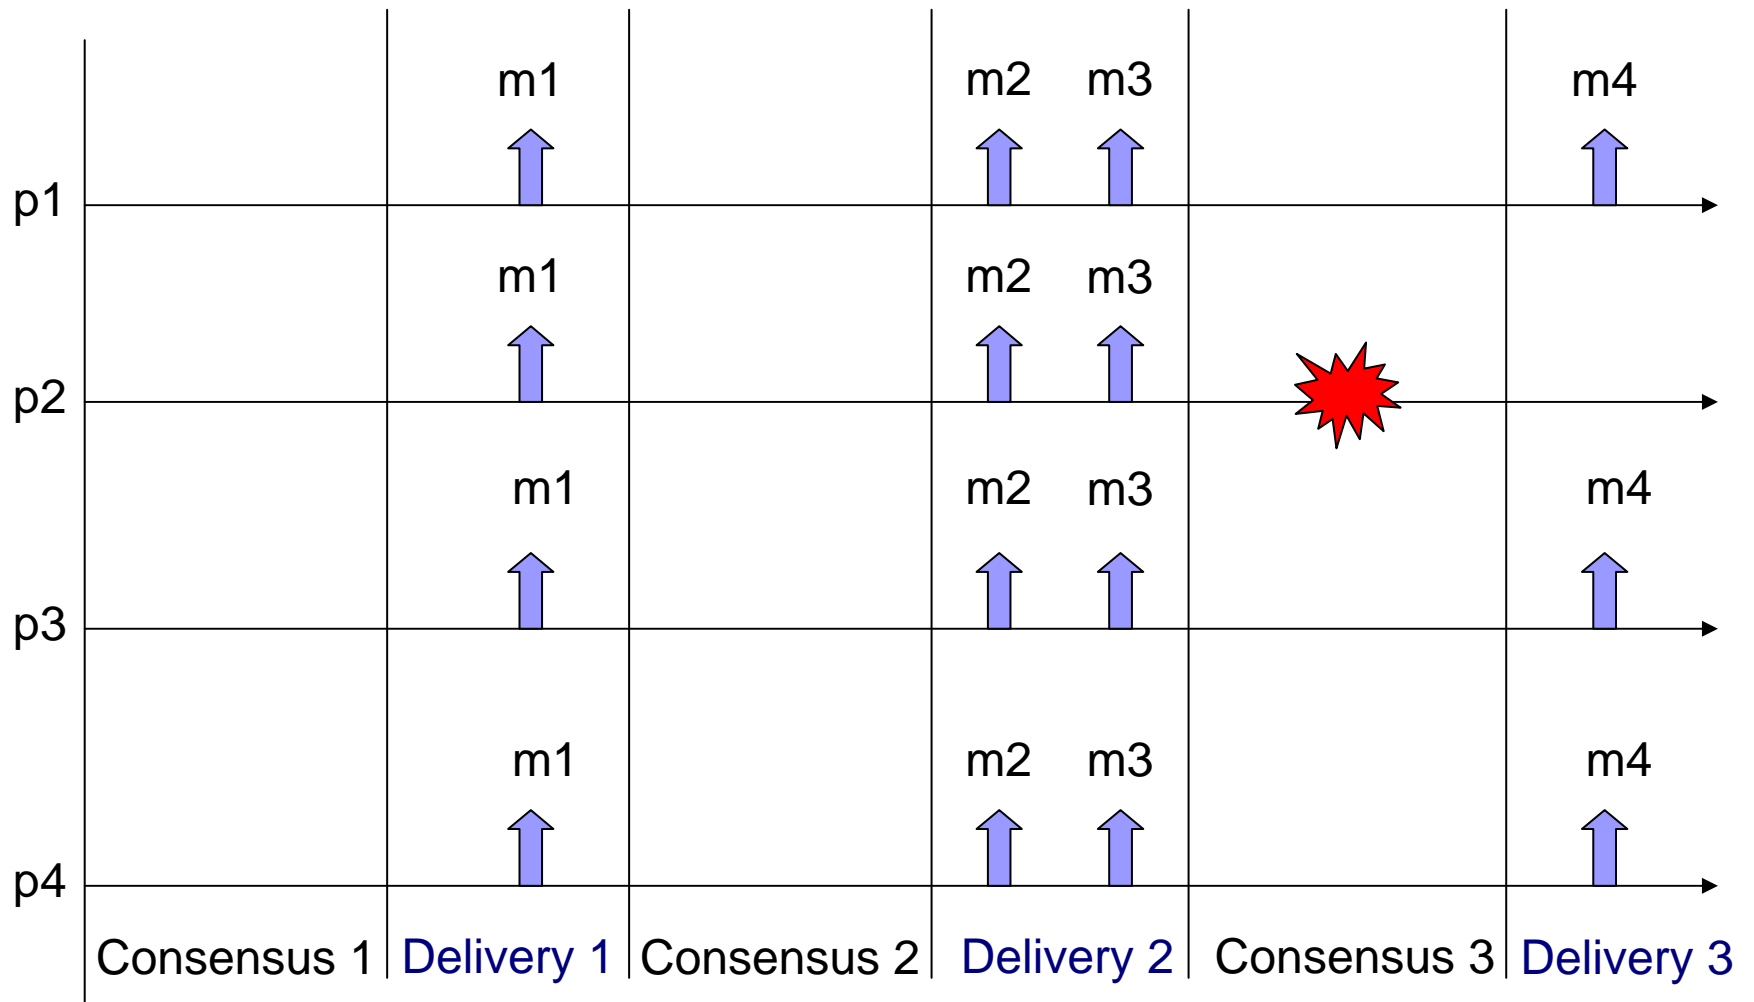 m1 m2 m3 m4
p1
m1 m2 m3
p2
m1 m2 m3 m4
p3
m1 m2 m3 m4
p4
Consensus 1 Delivery 1 Consensus 2 Delivery 2 Consensus 3 Delivery 3